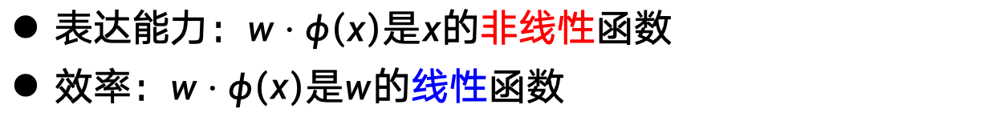 ● 表达能力：w · ϕ(x)是x的非线性函数
● 效率：w · ϕ(x)是w的线性函数